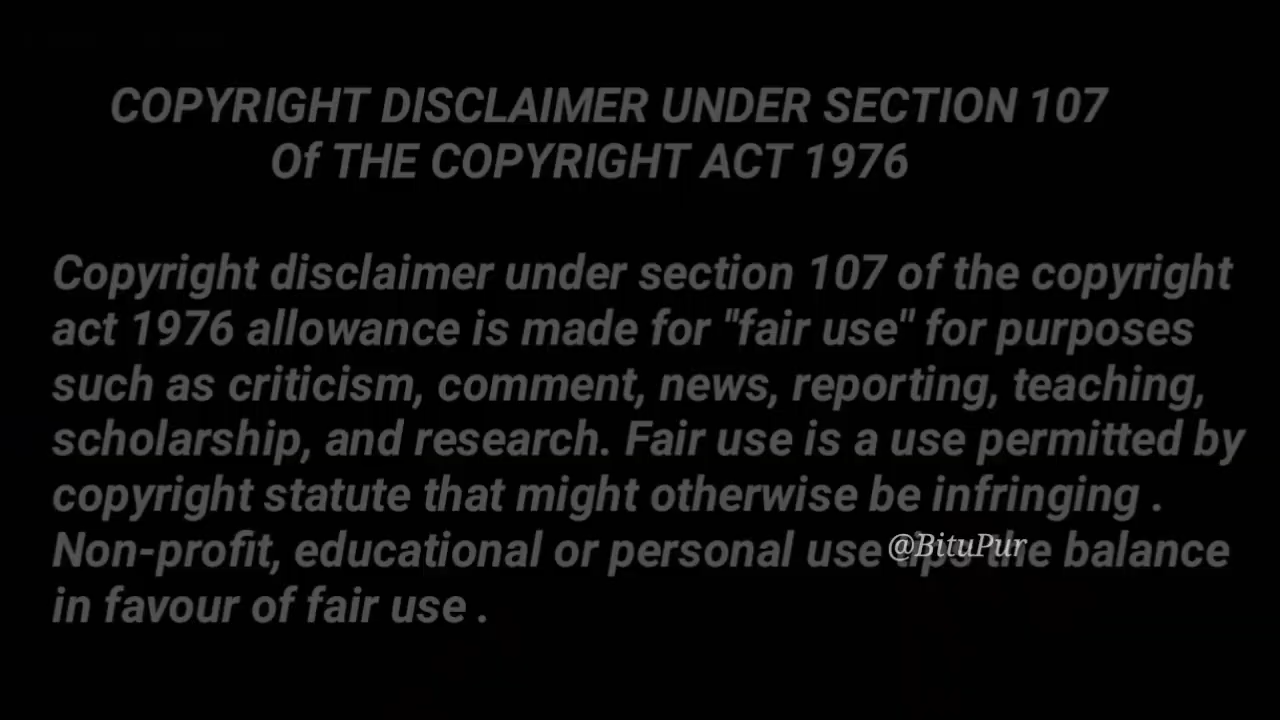 COPYRIGHT DISCLAIMER UNDER SECTION 107
Of THE COPYRIGHT ACT 1976
Copyright disclaimer under section 107 of the copyright
act 1976 allowance is made for "fair use" for purposes
such as criticism, comment, news, reporting, teaching,
scholarship, and research. Fair use is a use permitted by
copyright statute that might otherwise be infringing .
Non-profit, educational or personal use tips the balance
@BituPur
in favour of fair use .